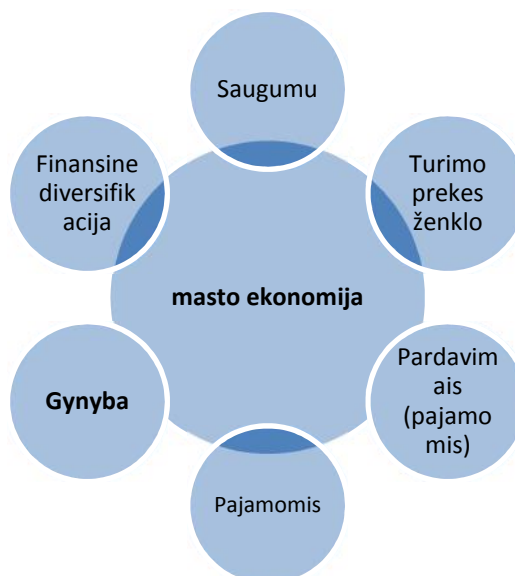 Saugumu
Finansine
diversifik
acija
Turimo
prekes
ženklo
masto ekonomija
Gynyba
Pardavim
ais
(pajamo
mis)
Pajamomis